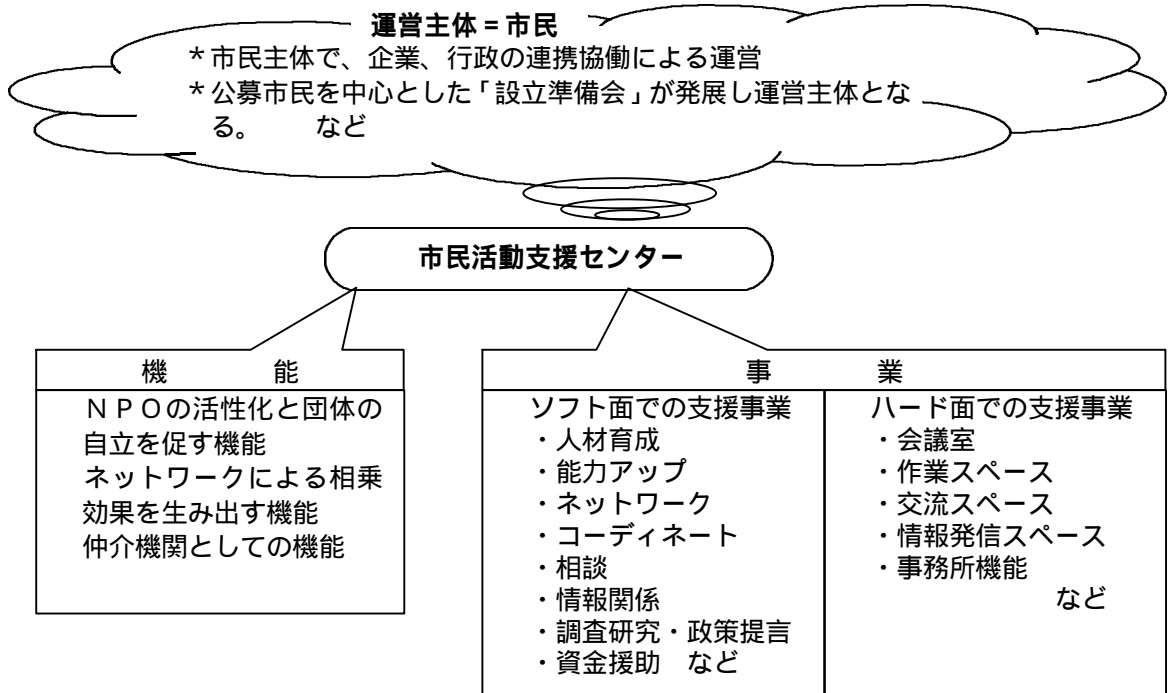 運営主体=市民
*市民主体で、企業、行政の連携協働による運営
*公募市民を中心とした「設立準備会」が発展し運営主体とな
る。　　など
市民活動支援センター
機　　　能
NPOの活性化と団体の
自立を促す機能
ネットワークによる相乗
効果を生み出す機能
仲介機関としての機能
事　　　業
ソフト面での支援事業
・人材育成
・能力アップ
・ネットワーク
・コーディネート
・相談
・情報関係
・調査研究・政策提言
・資金援助　など
ハード面での支援事業
・会議室
・作業スペース
・交流スペース
・情報発信スペース
・事務所機能
など